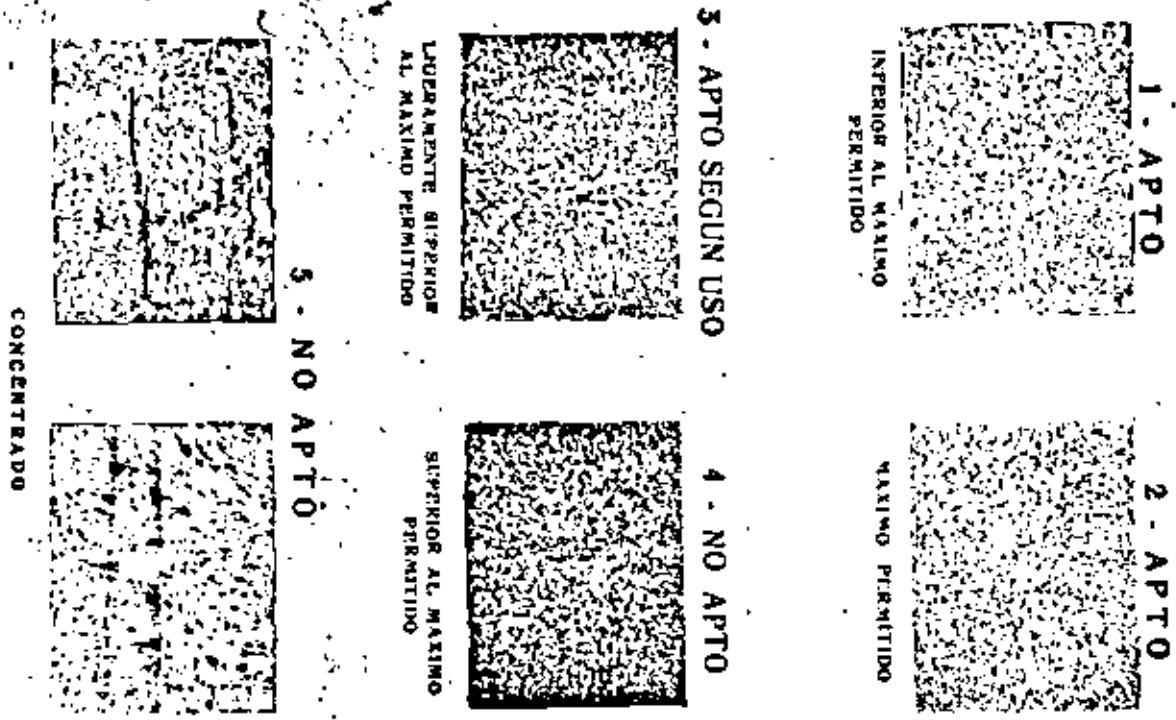 1 - APTO
INFERIOR AL MAXIMO
PERMITIDO
2 - APTO
MAXIMO PERMITIDO
3 - APTO SEGUN USO
LIGERAMENTE SUPERIOR
AL MAXIMO PERMITIDO
4 - NO APTO
SUPERIOR AL MAXIMO
PERMITIDO
5 - NO APTO
CONCENTRADO